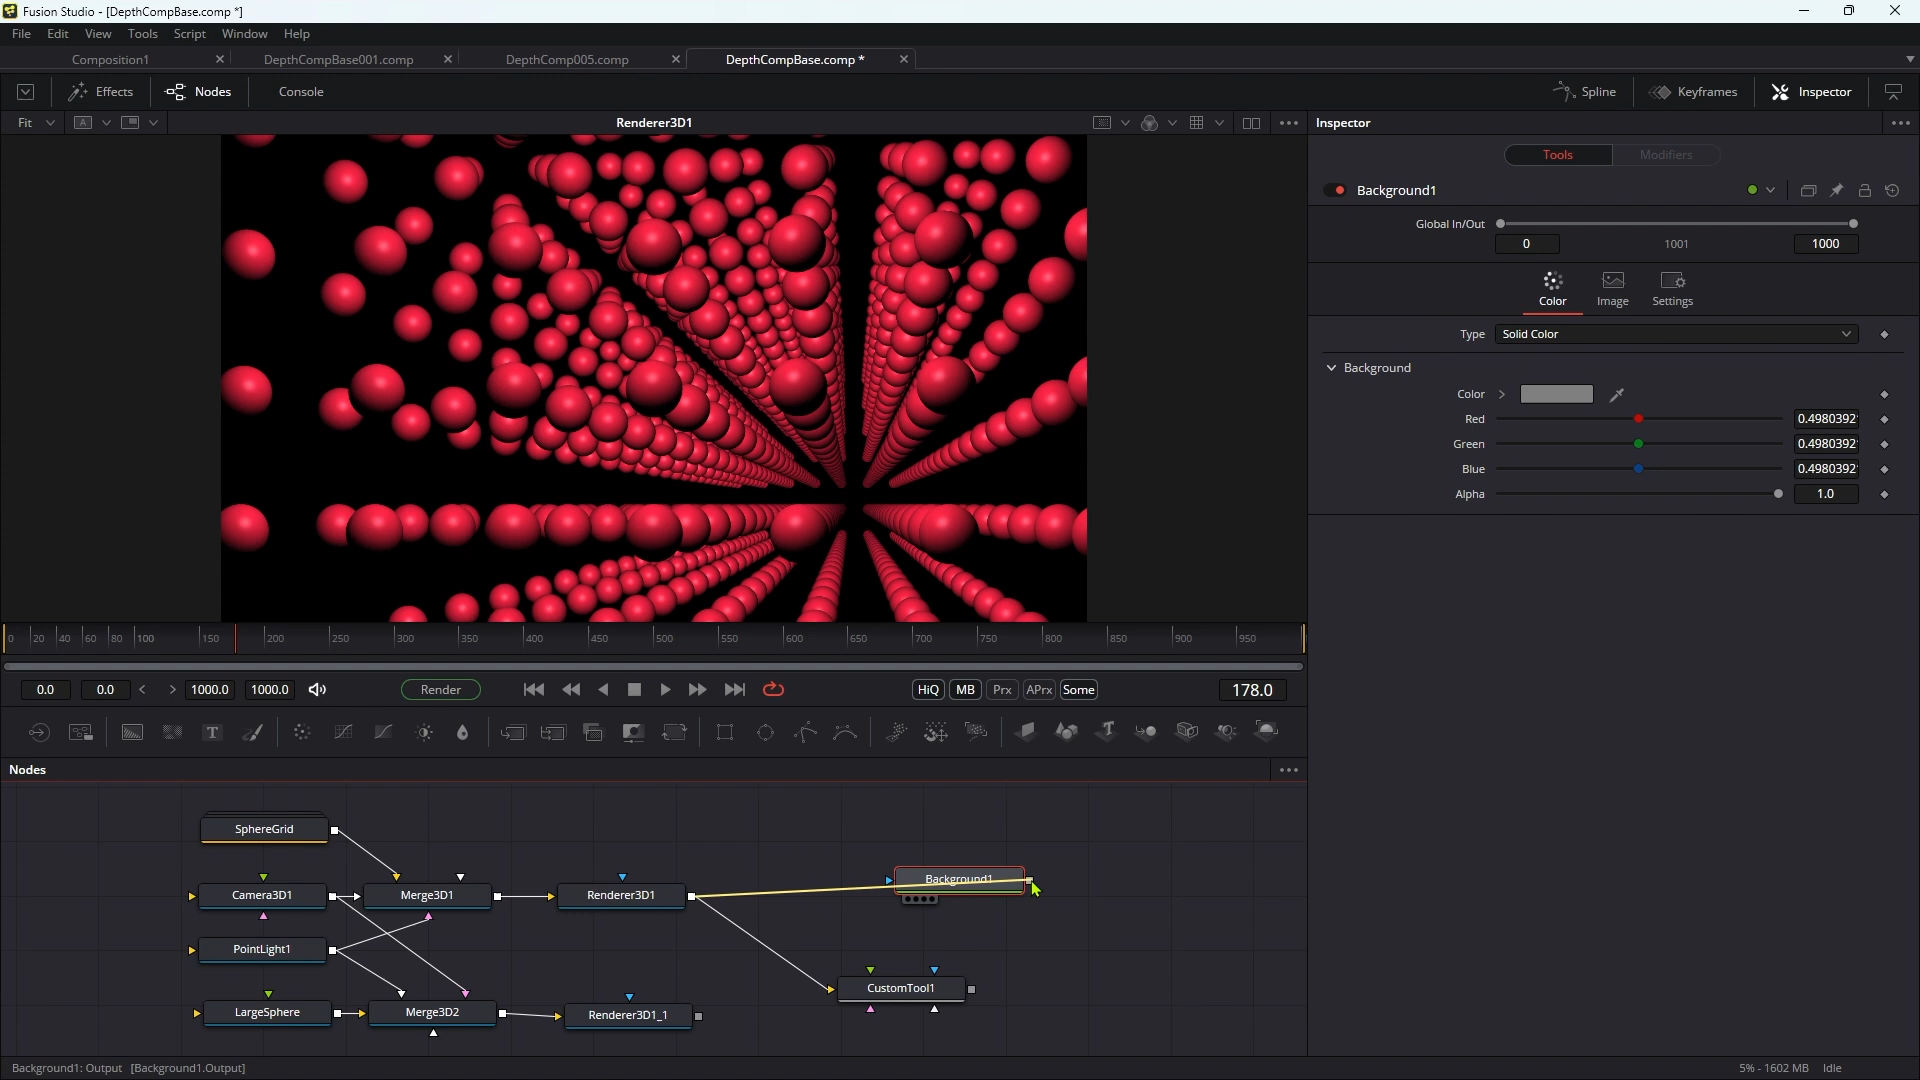 Fusion Studio - [DepthCompBase.comp *]
File Edit View Tools Script Window Help
Composition1 DepthCompBase001.comp DepthComp005.comp DepthCompBase.comp *
Effects Nodes Console Spline Keyframes Inspector
Fit A Renderer3D1 Inspector
Tools Modifiers
Background1
Global In/Out
0 1001 1000
Color Image Settings
Type Solid Color
Background
Color
Red 0.4980392
Green 0.4980392
Blue 0.4980392
Alpha 1.0
0 20 40 60 80 100 150 200 250 300 350 400 450 500 550 600 650 700 750 800 850 900 950
0.0 0.0 < > 1000.0 1000.0 Render HiQ MB Prx APrx Some 178.0
T
Nodes
SphereGrid
Background1
Camera3D1 Merge3D1 Renderer3D1
PointLight1
CustomTool1
LargeSphere Merge3D2 Renderer3D1_1
Background1: Output [Background1.Output] 5% - 1602 MB Idle